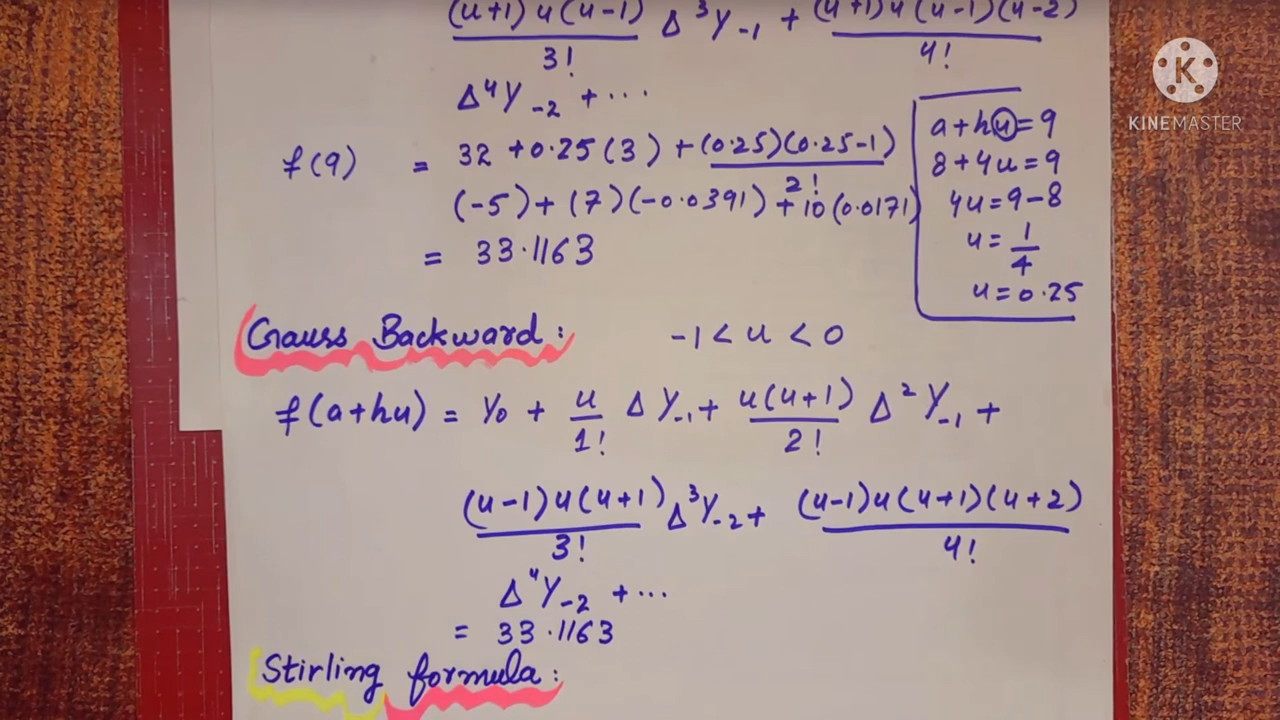 (u+1)u(u-1)/3! Δ³Y₋₁ + (u+1)u(u-1)(u-2)/4!
Δ⁴Y₋₂ + ...
f(9) = 32 + 0.25(3) + (0.25)(0.25-1)/2!
(-5) + (7)(-0.0391) + 10(0.0171)
= 33.1163
a+hu=9
8+4u=9
4u=9-8
u=1/4
u=0.25
Gauss Backward: -1<u<0
f(a+hu) = Y₀ + u/1! ΔY₋₁ + u(u+1)/2! Δ²Y₋₁ +
(u-1)u(u+1)/3! Δ³Y₋₂ + (u-1)u(u+1)(u+2)/4!
Δ⁴Y₋₂ + ...
= 33.1163
Stirling formula:
K
KINEMASTER